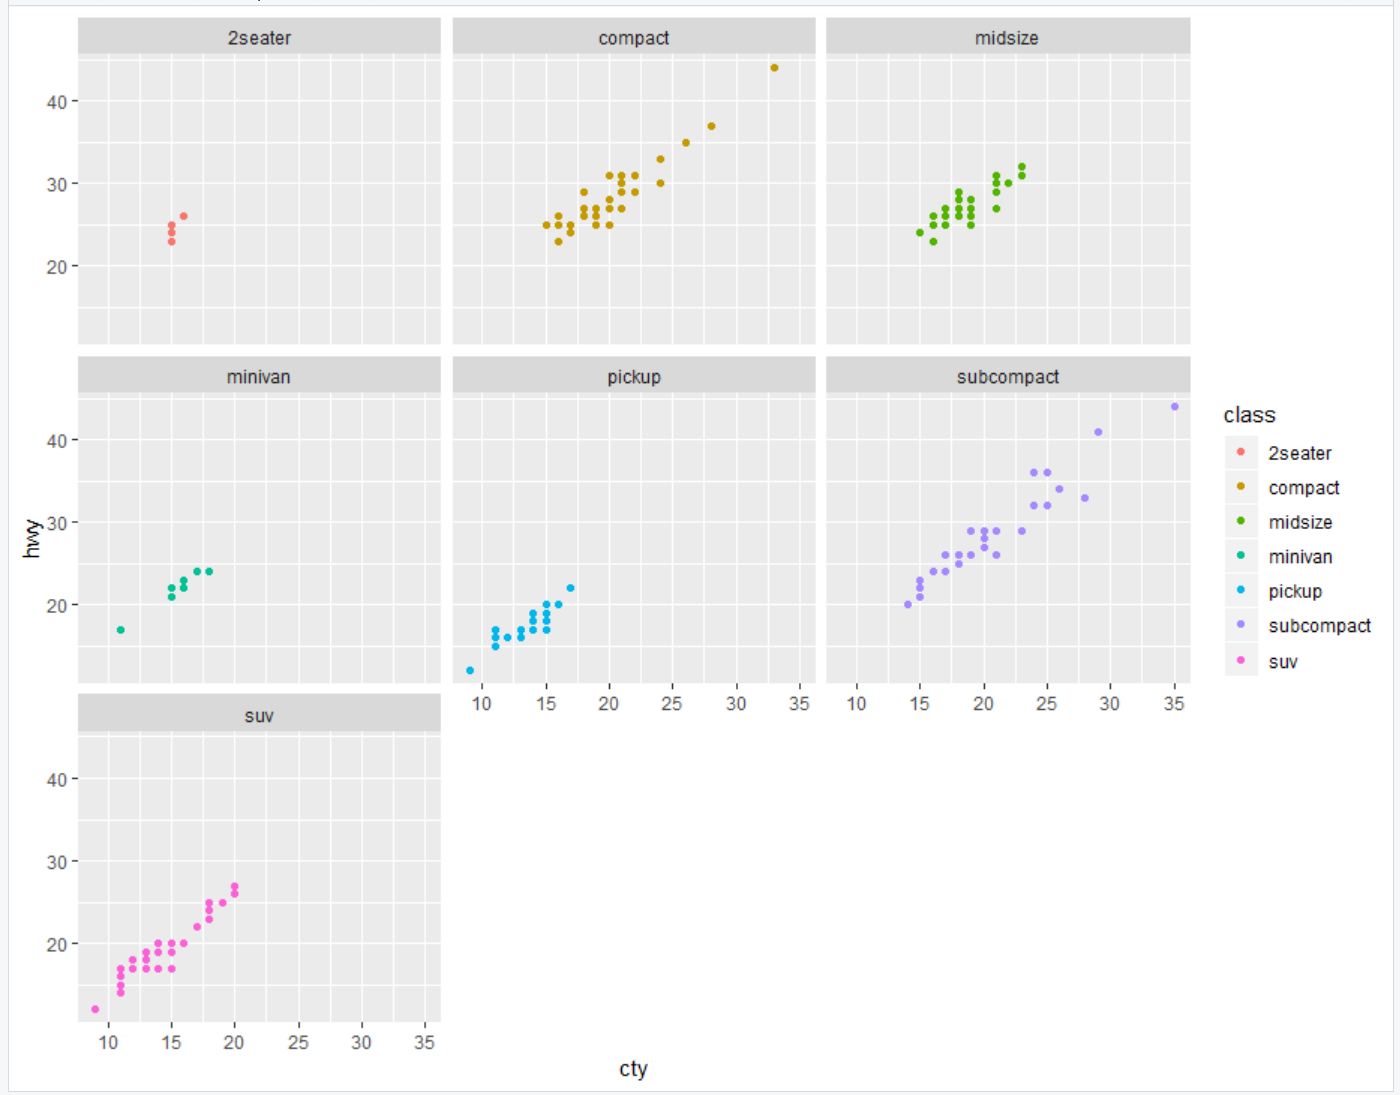 2seater
compact
midsize
40
30
20
minivan
pickup
subcompact
40
30
20
10 15 20 25 30 35
10 15 20 25 30 35
suv
40
30
20
10 15 20 25 30 35
hwy
cty
class
2seater
compact
midsize
minivan
pickup
subcompact
suv